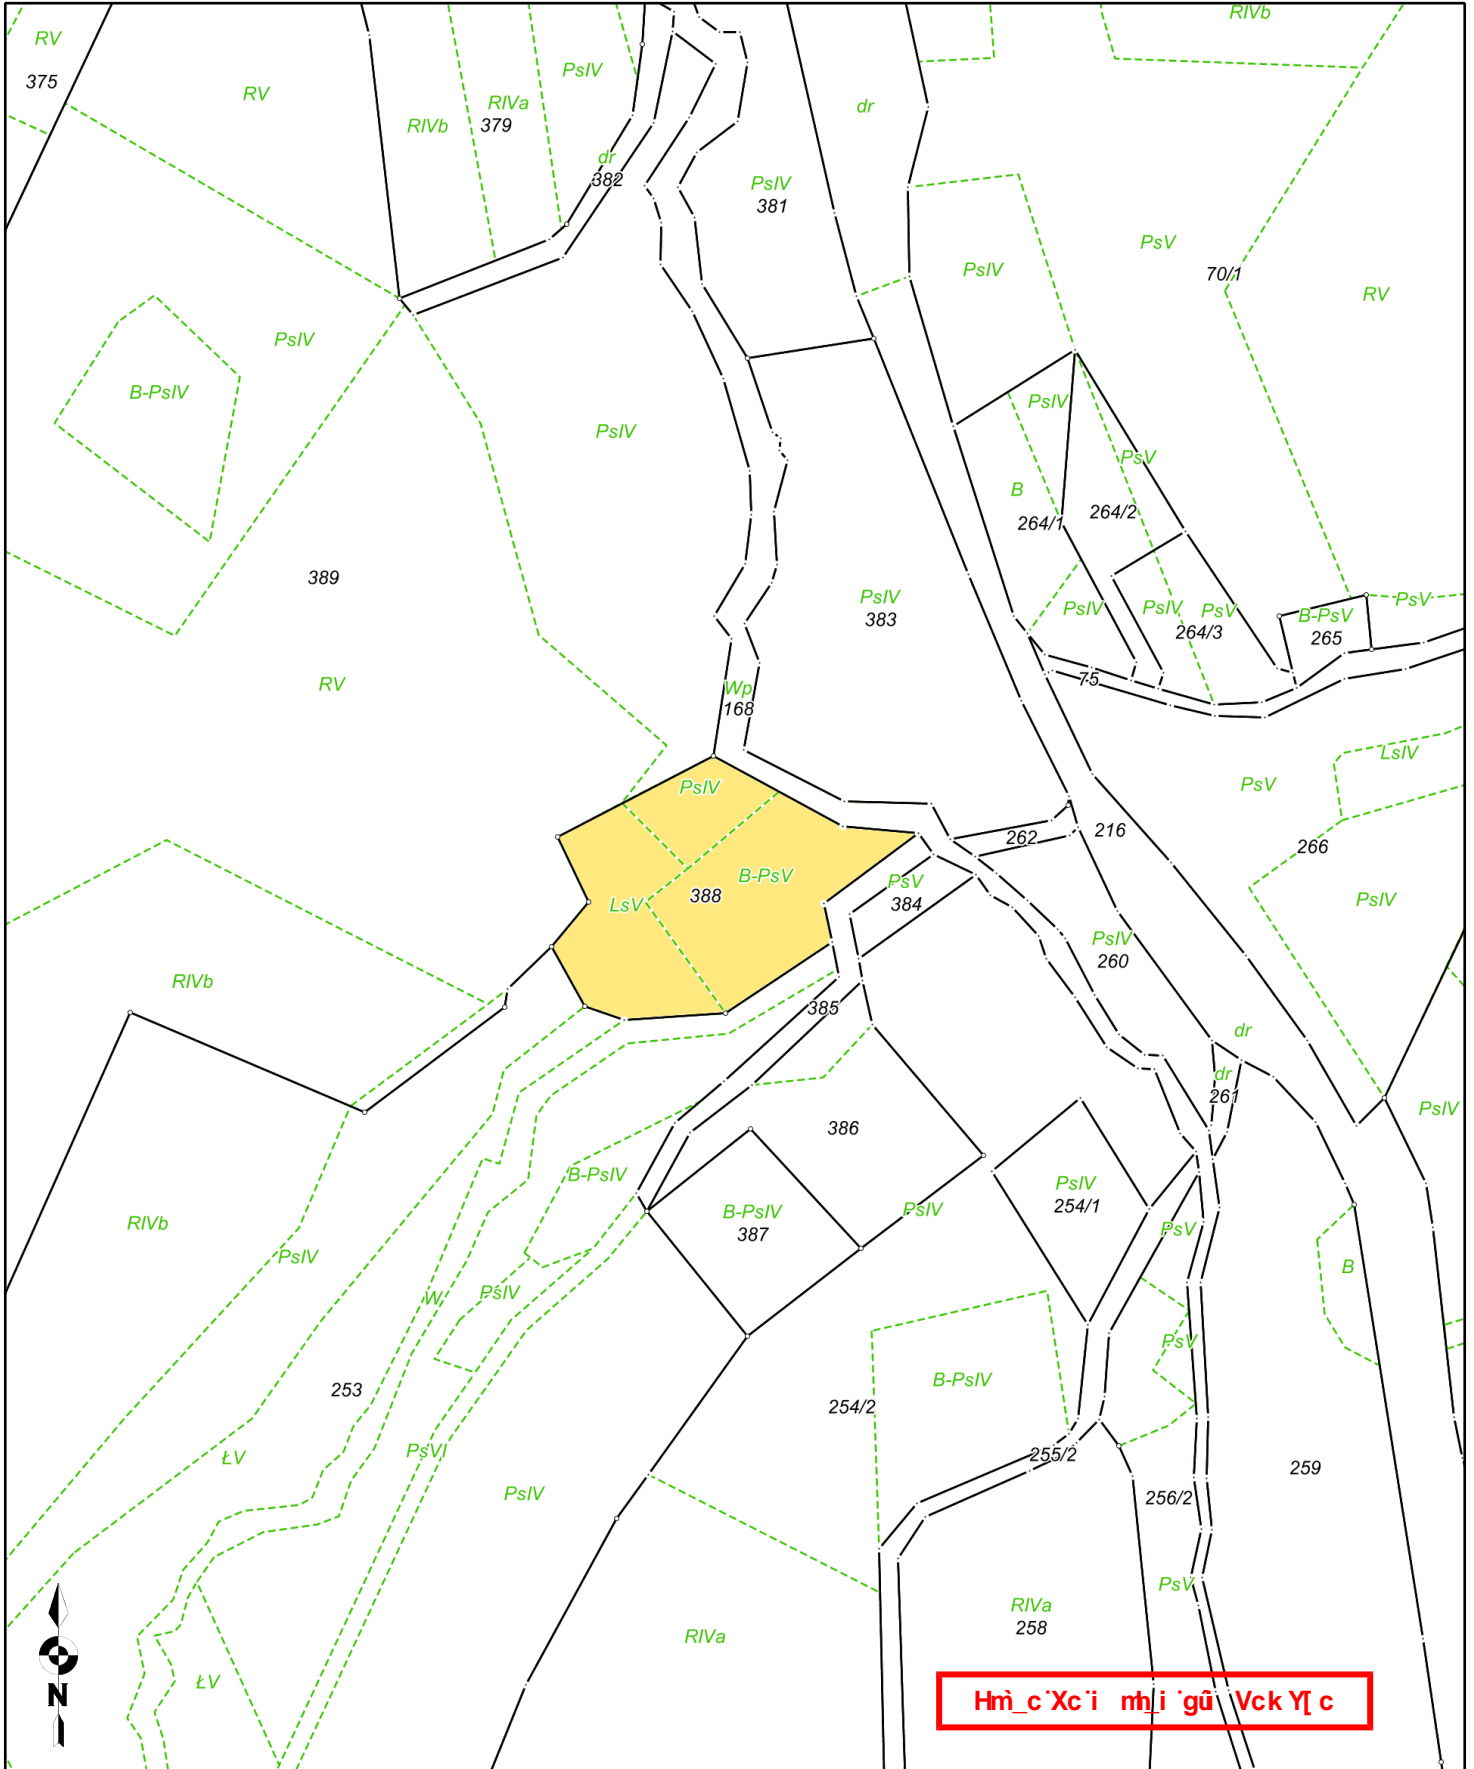 RIVb
RV
375
RV
PsIV
RIVa
379
RIVb
dr
dr
382
PsIV
381
PsV
PsIV
70/1
RV
PsIV
B-PsIV
PsIV
PsIV
PsV
B
264/1
264/2
389
PsIV
383
PsIV
PsIV
PsV
264/3
B-PsV
265
PsV
RV
Wp
168
75
LsIV
PsV
PsIV
262
216
266
B-PsV
388
LsV
PsV
384
PsIV
PsIV
260
RIVb
385
dr
dr
261
PsIV
386
B-PsIV
PsIV
254/1
B-PsIV
387
PsIV
PsV
RIVb
PsIV
B
W
PsIV
PsV
253
B-PsIV
254/2
ŁV
PsVI
255/2
259
PsIV
256/2
PsV
RIVa
258
RIVa
ŁV
N